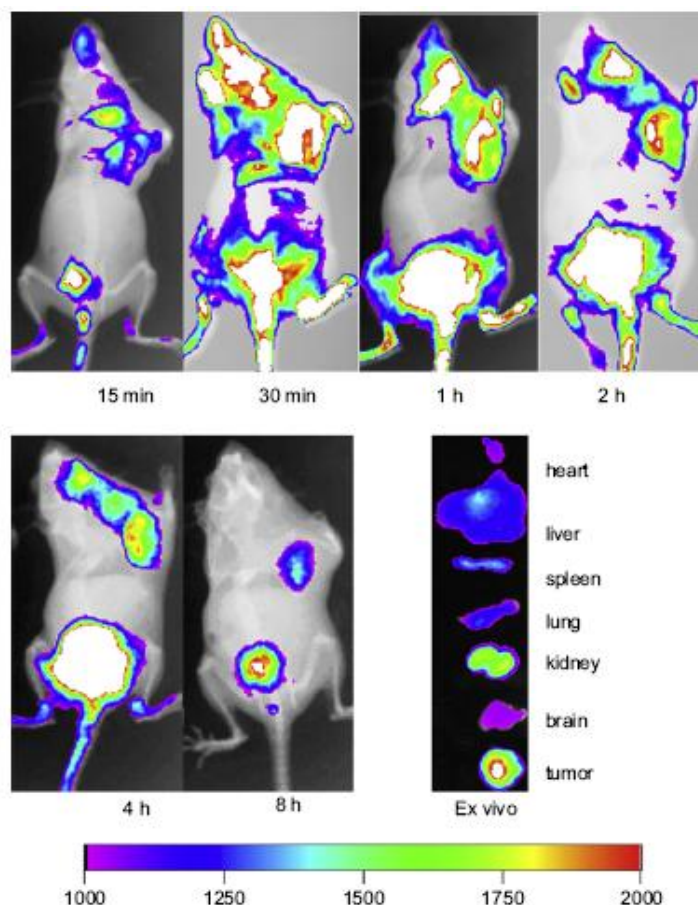 15 min 30 min 1 h 2 h
heart
liver
spleen
lung
kidney
brain
tumor
4 h 8 h Ex vivo
1000 1250 1500 1750 2000